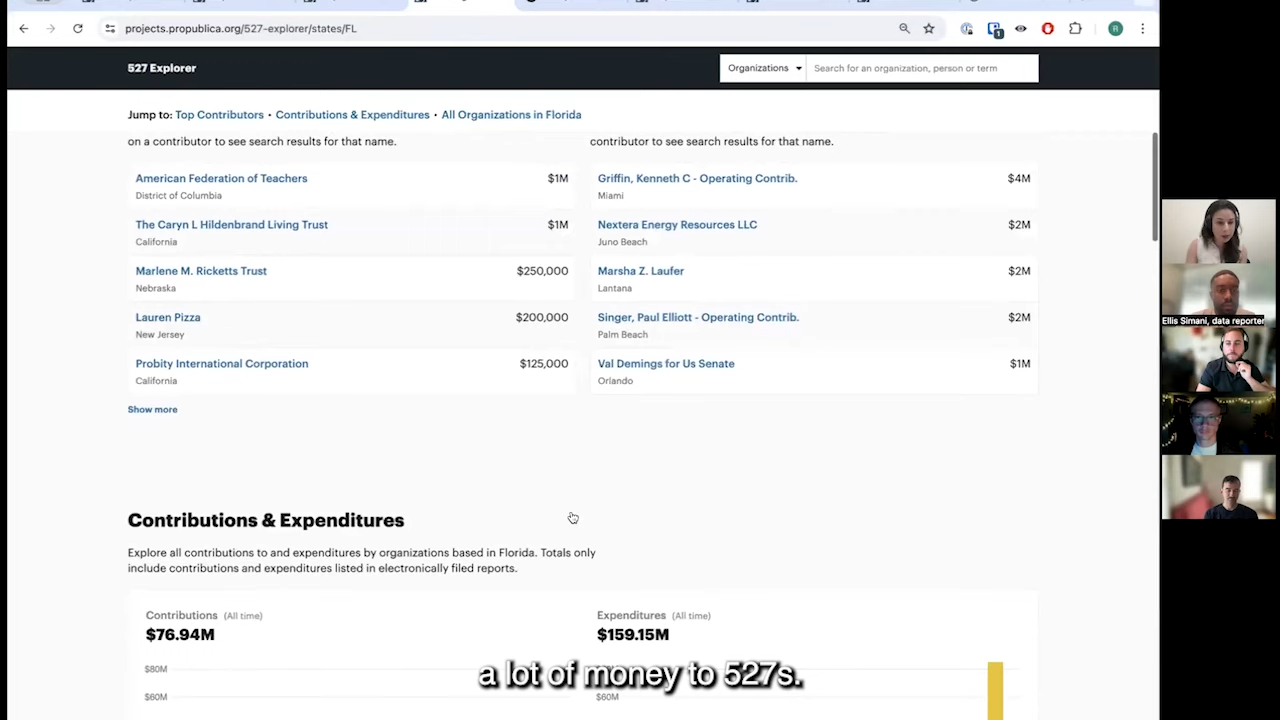 projects.propublica.org/527-explorer/states/FL
1
R
527 Explorer
Organizations
Search for an organization, person or term
Jump to: Top Contributors • Contributions & Expenditures • All Organizations in Florida
on a contributor to see search results for that name.
contributor to see search results for that name.
American Federation of Teachers
$1M
District of Columbia
Griffin, Kenneth C - Operating Contrib.
$4M
Miami
The Caryn L Hildenbrand Living Trust
$1M
California
Nextera Energy Resources LLC
$2M
Juno Beach
Marlene M. Ricketts Trust
$250,000
Nebraska
Marsha Z. Laufer
$2M
Lantana
Lauren Pizza
$200,000
New Jersey
Singer, Paul Elliott - Operating Contrib.
$2M
Palm Beach
Probity International Corporation
$125,000
California
Val Demings for Us Senate
$1M
Orlando
Show more
Contributions & Expenditures
Explore all contributions to and expenditures by organizations based in Florida. Totals only
include contributions and expenditures listed in electronically filed reports.
Contributions (All time)
$76.94M
Expenditures (All time)
$159.15M
$80M
$60M
$60M
a lot of money to 527s.
Ellis Simani, data reporter